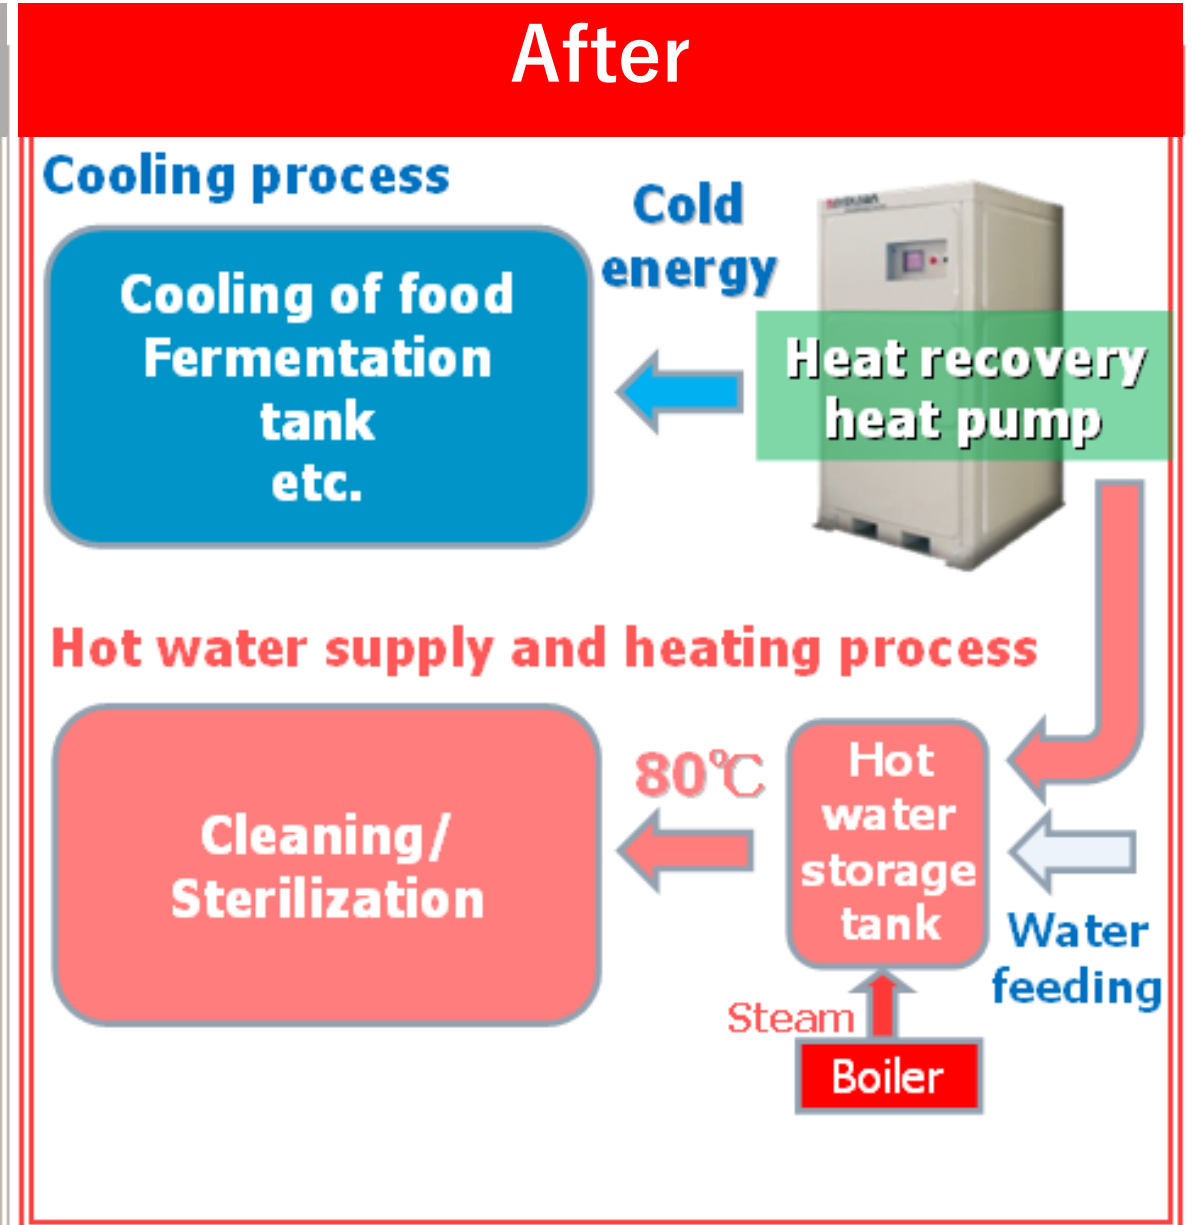 After
Cooling process
Cold
energy
Cooling of food
Fermentation
tank
etc.
Heat recovery
heat pump
Hot water supply and heating process
80℃
Cleaning/
Sterilization
Hot
water
storage
tank
Water
feeding
Steam
Boiler